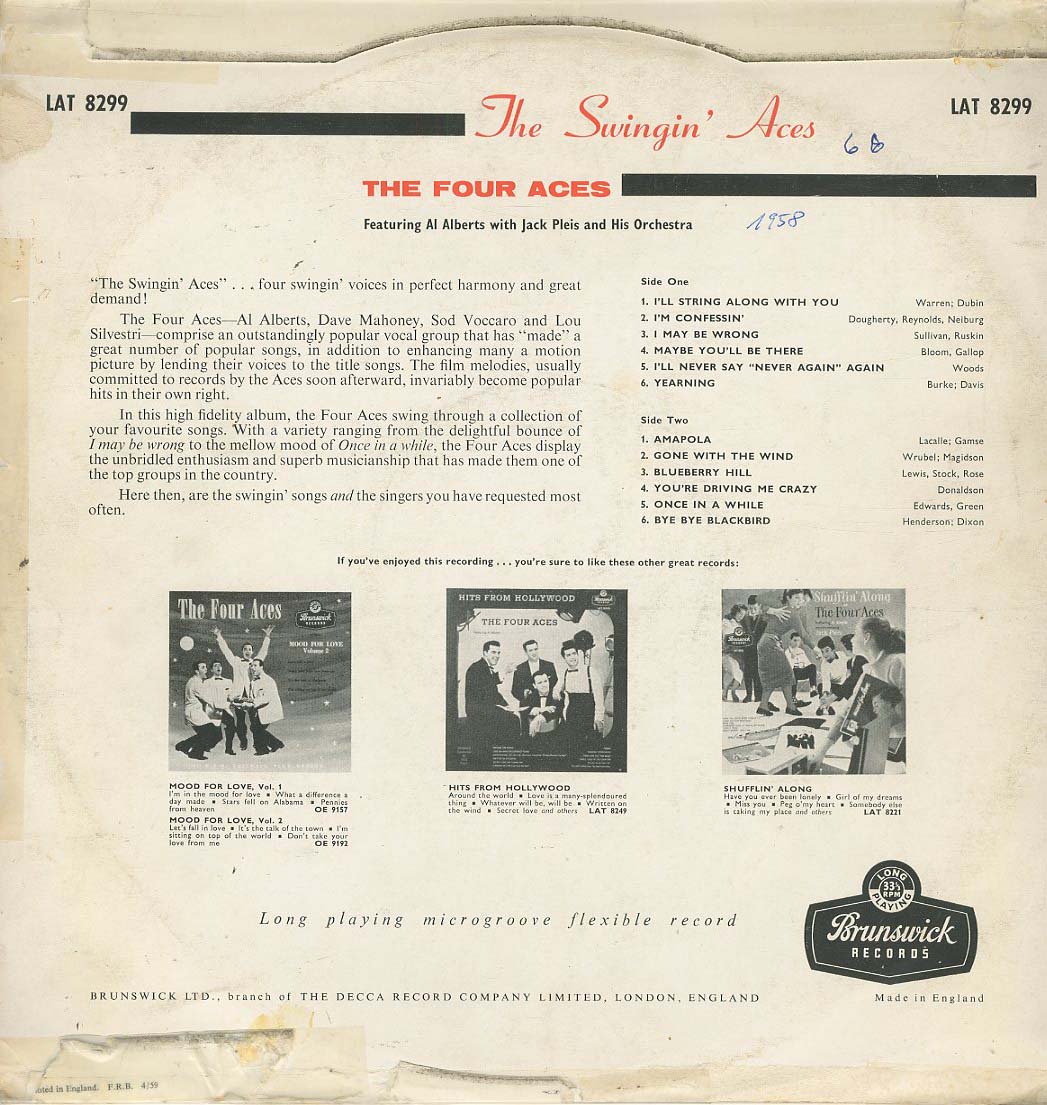 LAT 8299
LAT 8299
The Swingin' Aces
68
THE FOUR ACES
Featuring Al Alberts with Jack Pleis and His Orchestra
1958
“The Swingin’ Aces” . . . four swingin’ voices in perfect harmony and great
demand!
The Four Aces—Al Alberts, Dave Mahoney, Sod Voccaro and Lou
Silvestri—comprise an outstandingly popular vocal group that has “made” a
great number of popular songs, in addition to enhancing many a motion
picture by lending their voices to the title songs. The film melodies, usually
committed to records by the Aces soon afterward, invariably become popular
hits in their own right.
In this high fidelity album, the Four Aces swing through a collection of
your favourite songs. With a variety ranging from the delightful bounce of
I may be wrong to the mellow mood of Once in a while, the Four Aces display
the unbridled enthusiasm and superb musicianship that has made them one of
the top groups in the country.
Here then, are the swingin’ songs and the singers you have requested most
often.
Side One
1. I'LL STRING ALONG WITH YOU Warren; Dubin
2. I'M CONFESSIN' Dougherty, Reynolds, Neiburg
3. I MAY BE WRONG Sullivan, Ruskin
4. MAYBE YOU'LL BE THERE Bloom, Gallop
5. I'LL NEVER SAY "NEVER AGAIN" AGAIN Woods
6. YEARNING Burke; Davis
Side Two
1. AMAPOLA Lacalle; Gamse
2. GONE WITH THE WIND Wrubel; Magidson
3. BLUEBERRY HILL Lewis, Stock, Rose
4. YOU'RE DRIVING ME CRAZY Donaldson
5. ONCE IN A WHILE Edwards, Green
6. BYE BYE BLACKBIRD Henderson; Dixon
If you've enjoyed this recording . . . you're sure to like these other great records:
The Four Aces
Brunswick
RECORDS
MOOD FOR LOVE
Volume 2
HITS FROM HOLLYWOOD
THE FOUR ACES
Shufflin' Along
The Four Aces
Brunswick
MOOD FOR LOVE, Vol. 1
I'm in the mood for love ▪ What a difference a
day made ▪ Stars fell on Alabama ▪ Pennies
from heaven OE 9157
MOOD FOR LOVE, Vol. 2
Let's fall in love ▪ It's the talk of the town ▪ I'm
sitting on top of the world ▪ Don't take your
love from me OE 9192
HITS FROM HOLLYWOOD
Around the world ▪ Love is a many-splendoured
thing ▪ Whatever will be, will be ▪ Written on
the wind ▪ Secret love and others LAT 8249
SHUFFLIN' ALONG
Have you ever been lonely ▪ Girl of my dreams
▪ Miss you ▪ Peg o'my heart ▪ Somebody else
is taking my place and others LAT 8221
Long playing microgroove flexible record
LONG
33⅓
RPM
PLAYING
Brunswick
RECORDS
BRUNSWICK LTD., branch of THE DECCA RECORD COMPANY LIMITED, LONDON, ENGLAND
Made in England
in England. F.R.B. 4/59